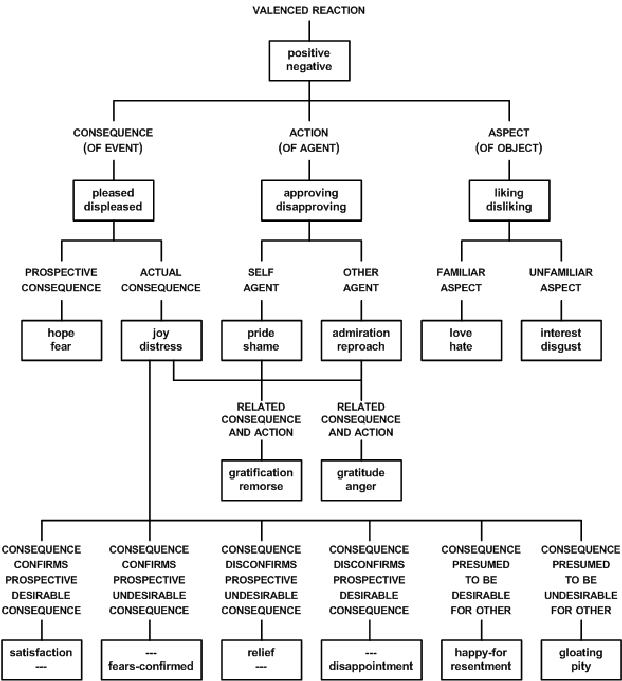 VALENCED REACTION
positive
negative
CONSEQUENCE
(OF EVENT)
ACTION
(OF AGENT)
ASPECT
(OF OBJECT)
pleased
displeased
approving
disapproving
liking
disliking
PROSPECTIVE
CONSEQUENCE
ACTUAL
CONSEQUENCE
SELF
AGENT
OTHER
AGENT
FAMILIAR
ASPECT
UNFAMILIAR
ASPECT
hope
fear
joy
distress
pride
shame
admiration
reproach
love
hate
interest
disgust
RELATED
CONSEQUENCE
AND ACTION
RELATED
CONSEQUENCE
AND ACTION
gratification
remorse
gratitude
anger
CONSEQUENCE
CONFIRMS
PROSPECTIVE
DESIRABLE
CONSEQUENCE
CONSEQUENCE
CONFIRMS
PROSPECTIVE
UNDESIRABLE
CONSEQUENCE
CONSEQUENCE
DISCONFIRMS
PROSPECTIVE
UNDESIRABLE
CONSEQUENCE
CONSEQUENCE
DISCONFIRMS
PROSPECTIVE
DESIRABLE
CONSEQUENCE
CONSEQUENCE
PRESUMED
TO BE
DESIRABLE
FOR OTHER
CONSEQUENCE
PRESUMED
TO BE
UNDESIRABLE
FOR OTHER
satisfaction
---
---
fears-confirmed
relief
---
---
disappointment
happy-for
resentment
gloating
pity